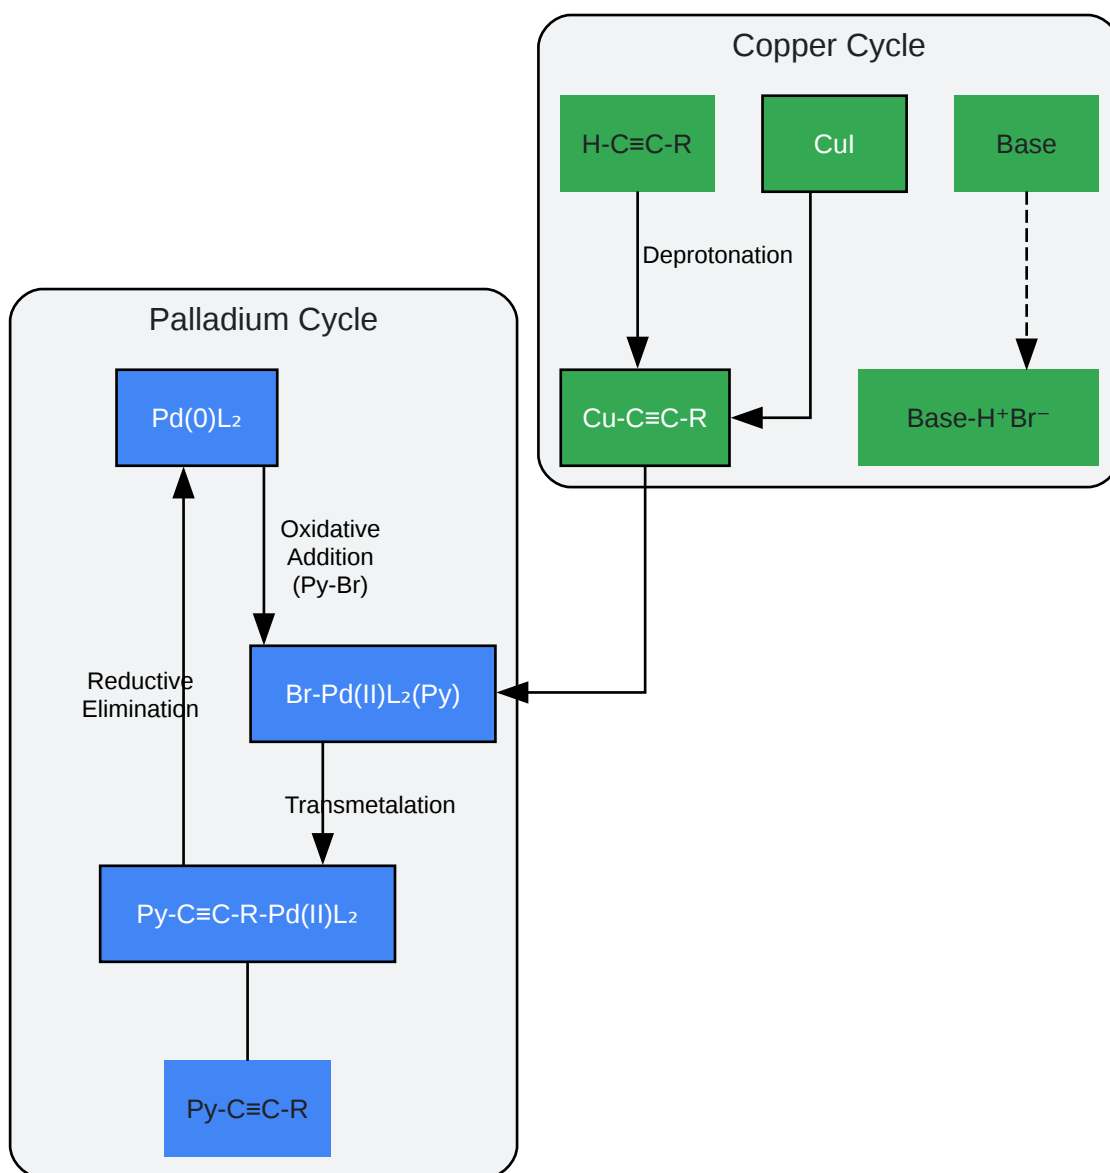 Copper Cycle
H-C≡C-R
CuI
Base
Deprotonation
Cu-C≡C-R
Base-H⁺Br⁻
Palladium Cycle
Pd(0)L₂
Oxidative
Addition
(Py-Br)
Reductive
Elimination
Br-Pd(II)L₂(Py)
Transmetalation
Py-C≡C-R-Pd(II)L₂
Py-C≡C-R